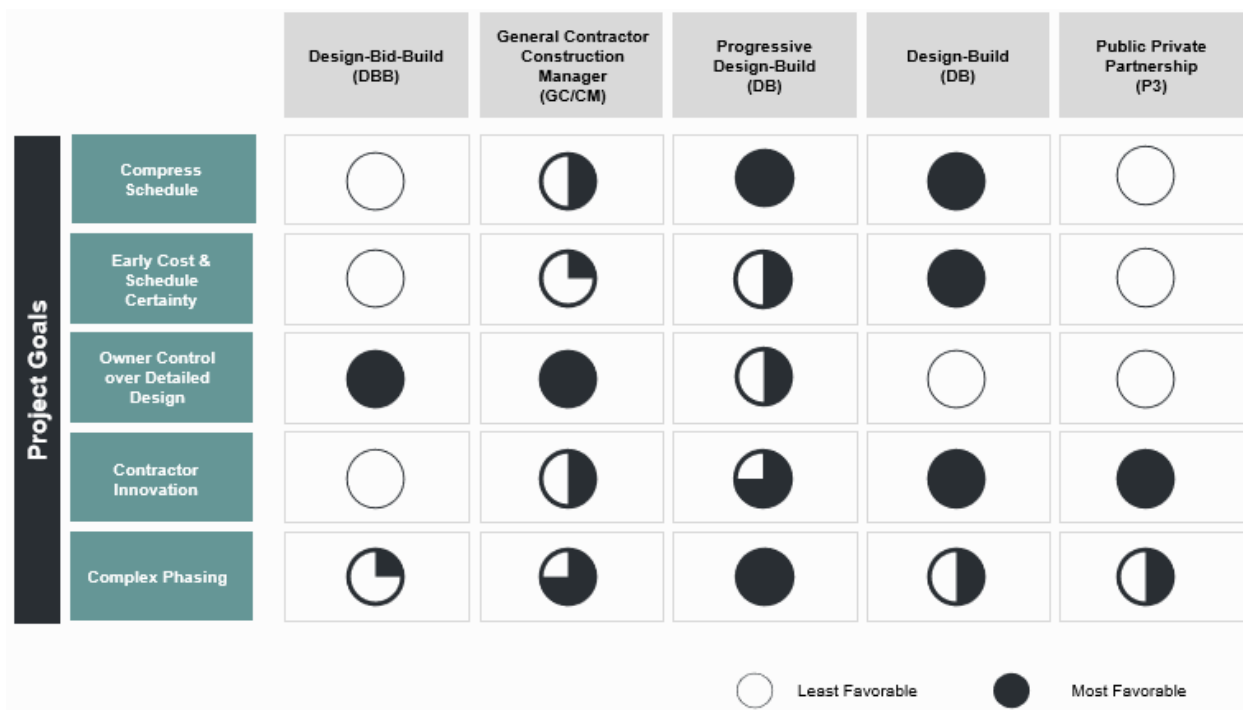 Design-Bid-Build
(DBB)
General Contractor
Construction
Manager
(GC/CM)
Progressive
Design-Build
(DB)
Design-Build
(DB)
Public Private
Partnership
(P3)
Project Goals
Compress
Schedule
Early Cost &
Schedule
Certainty
Owner Control
over Detailed
Design
Contractor
Innovation
Complex Phasing
Least Favorable
Most Favorable